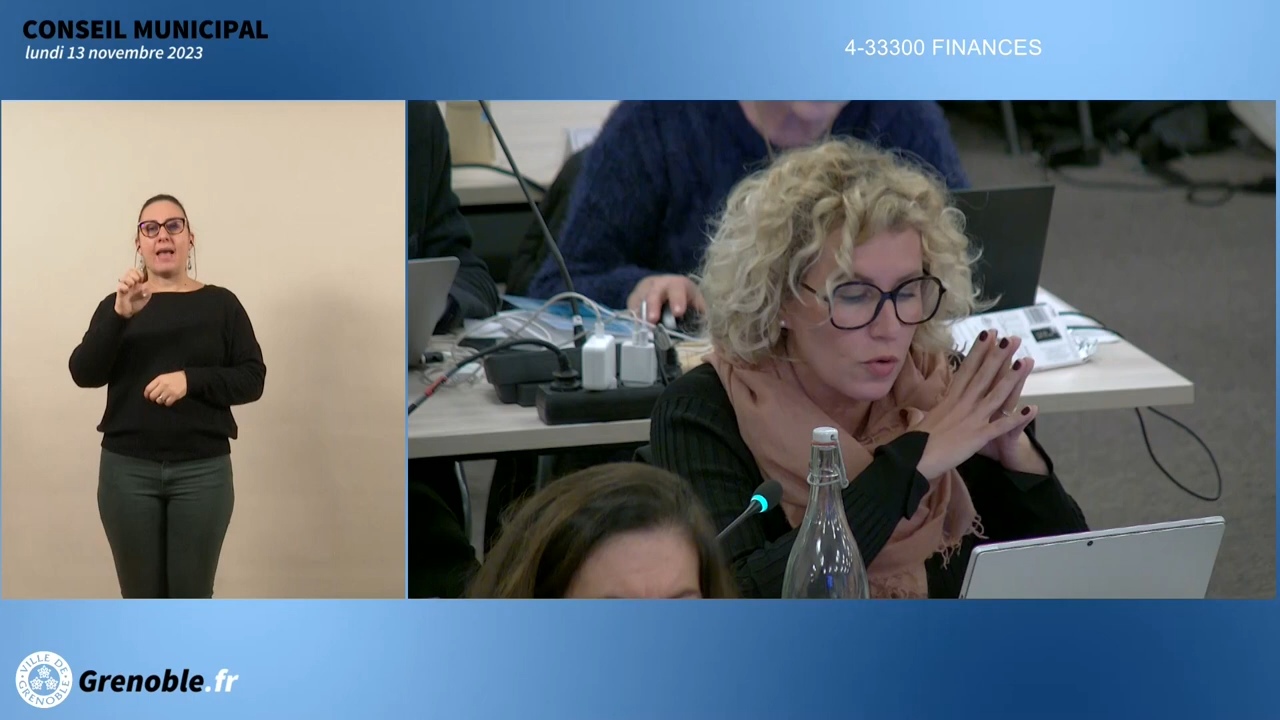 CONSEIL MUNICIPAL
lundi 13 novembre 2023
4-33300 FINANCES
VILLE DE
GRENOBLE
Grenoble.fr